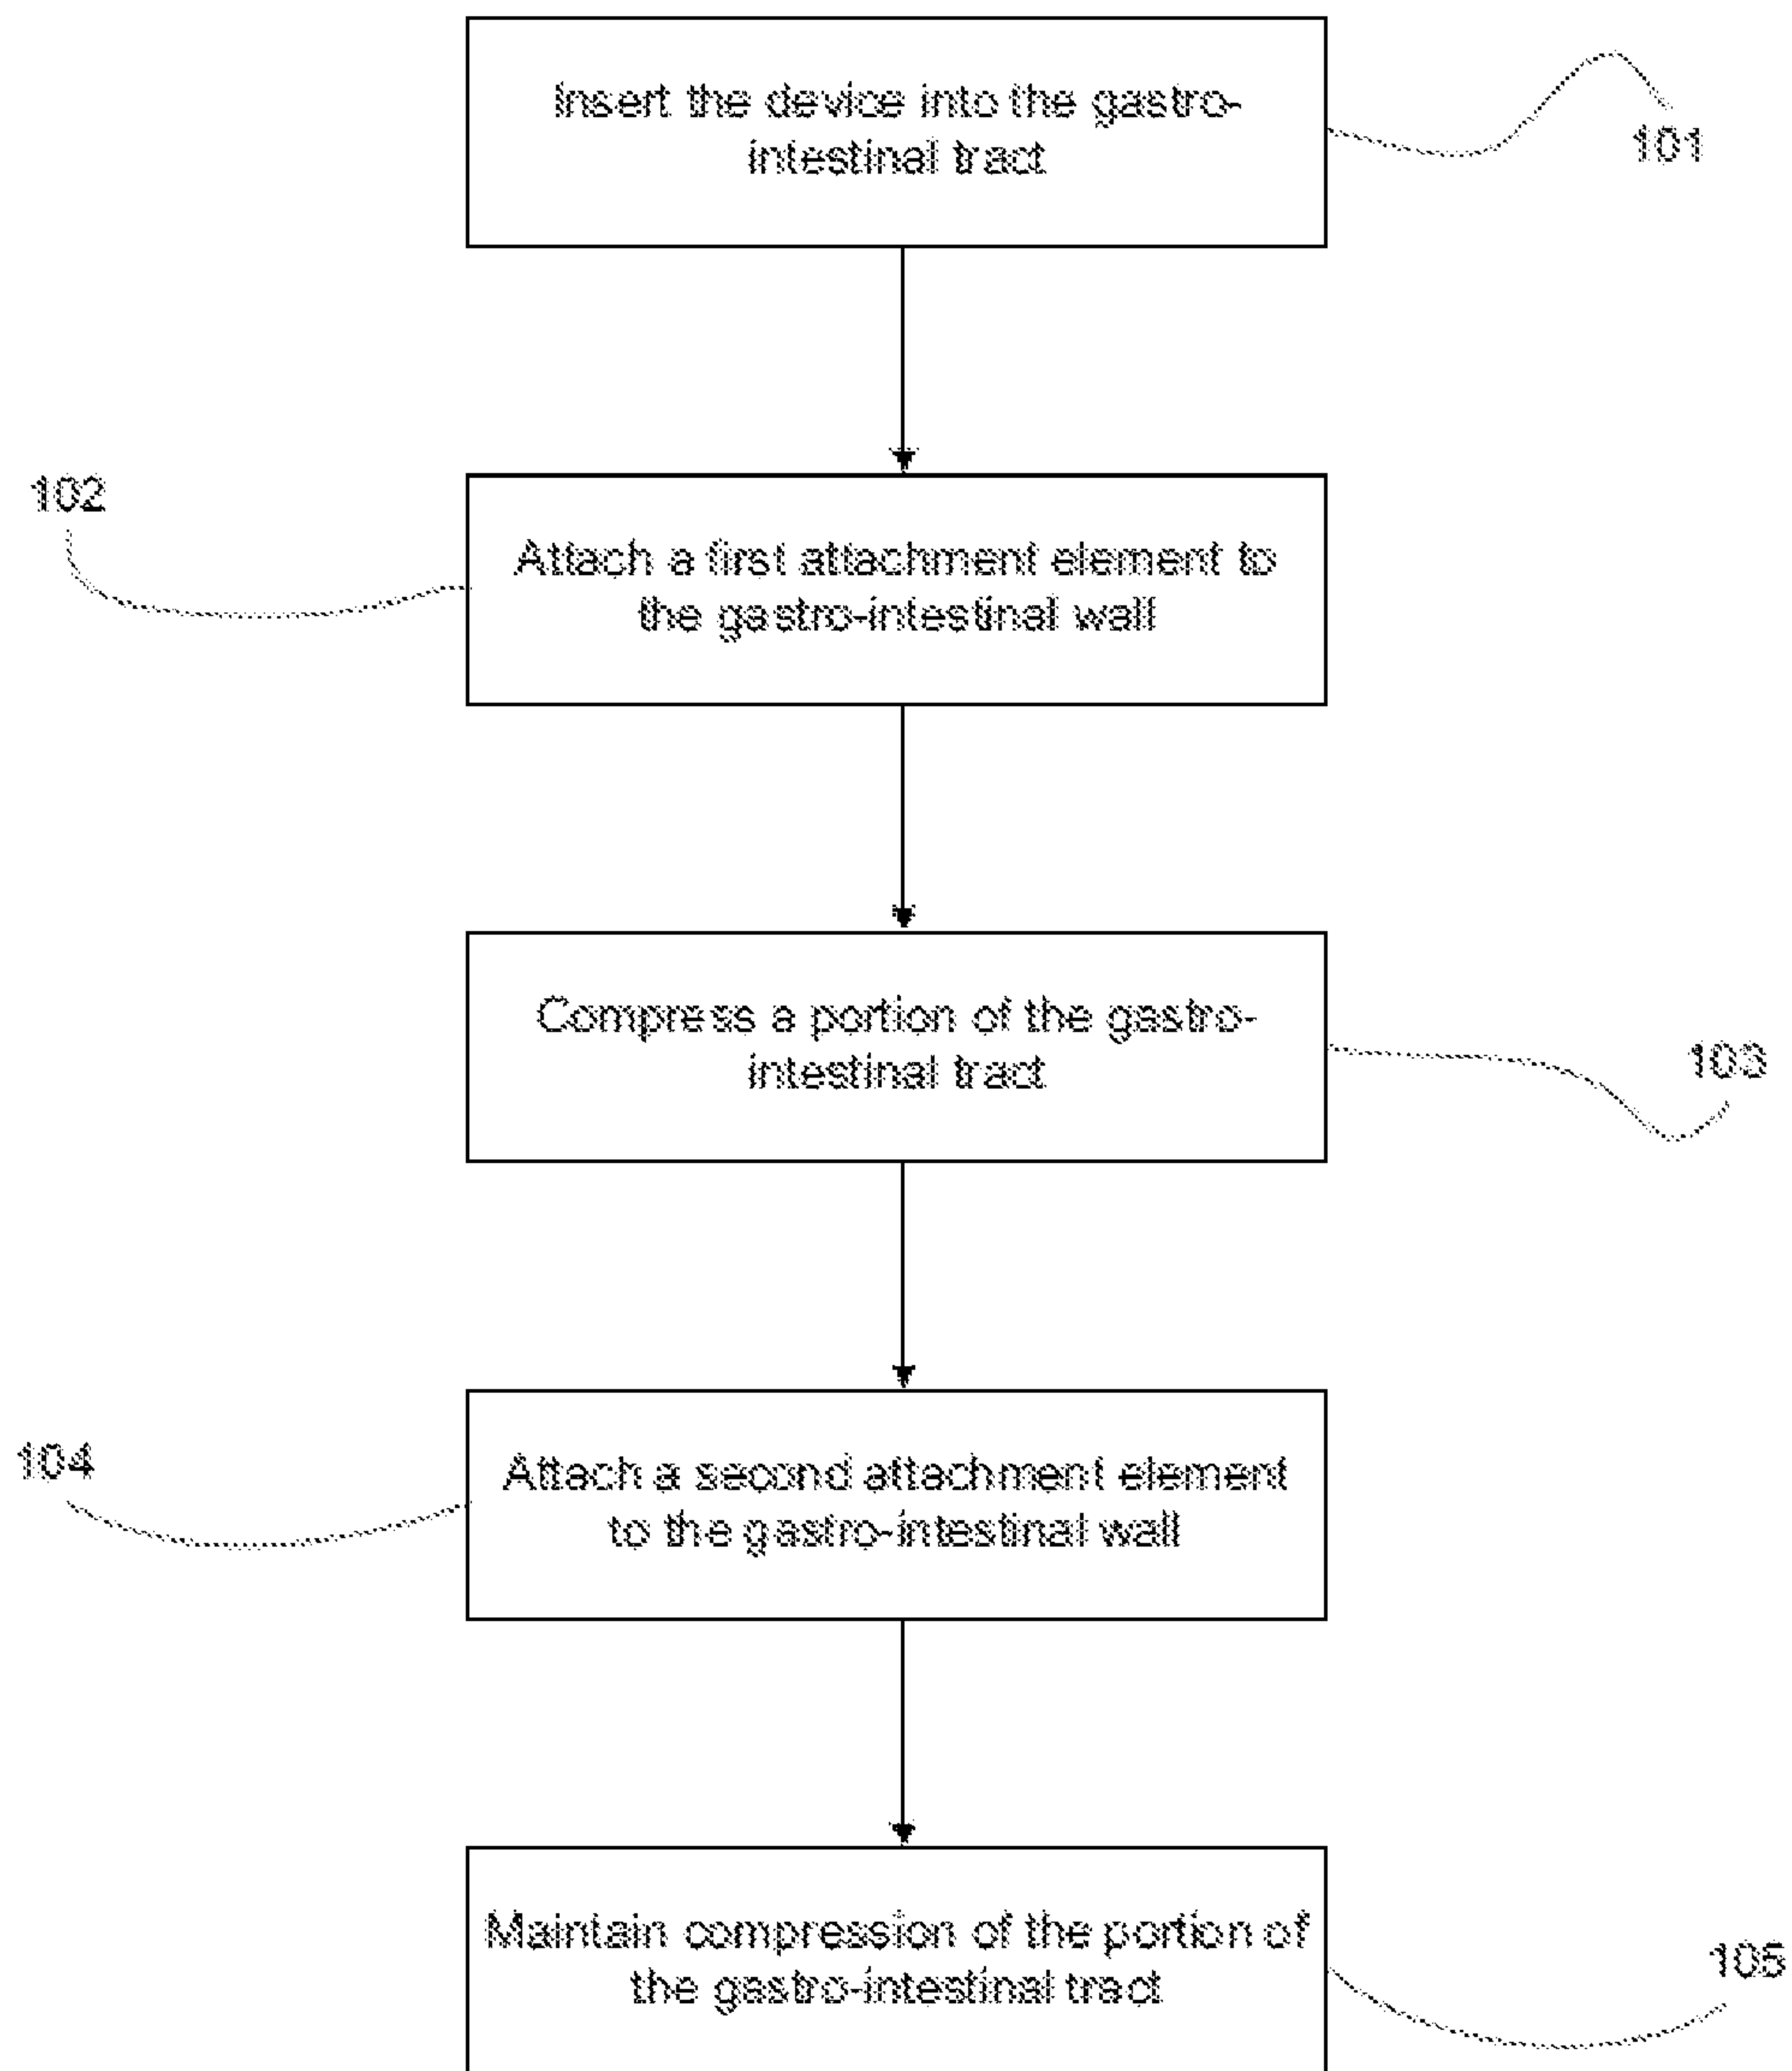 Insert the device into the gastro-
intestinal tract
101
102
Attach a first attachment element to
the gastro-intestinal wall
Compress a portion of the gastro-
intestinal tract
103
104
Attach a second attachment element
to the gastro-intestinal wall
Maintain compression of the portion of
the gastro-intestinal tract
105